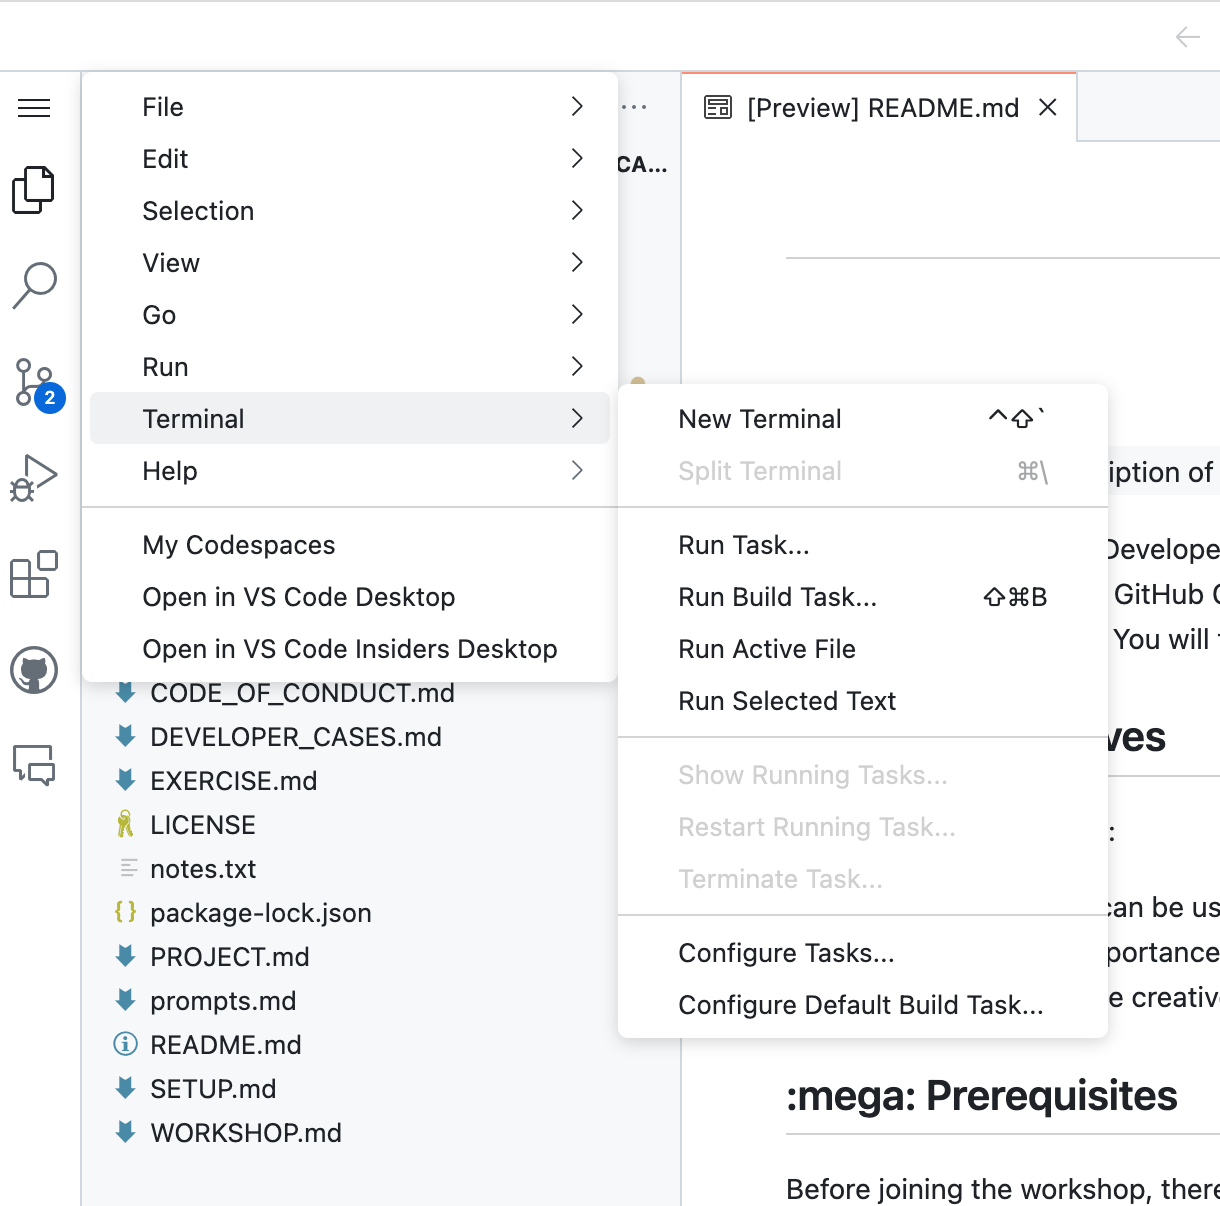 [Preview] README.md
CA...
File
Edit
Selection
View
Go
Run
Terminal
Help
My Codespaces
Open in VS Code Desktop
Open in VS Code Insiders Desktop
2
New Terminal ⌃⇧`
Split Terminal ⌘\
Run Task...
Run Build Task... ⇧⌘B
Run Active File
Run Selected Text
Show Running Tasks...
Restart Running Task...
Terminate Task...
Configure Tasks...
Configure Default Build Task...
CODE_OF_CONDUCT.md
DEVELOPER_CASES.md
EXERCISE.md
LICENSE
notes.txt
package-lock.json
PROJECT.md
prompts.md
README.md
SETUP.md
WORKSHOP.md
iption of
Develope
GitHub
You will
ves
:
can be us
portance
e creativ
:mega: Prerequisites
Before joining the workshop, there